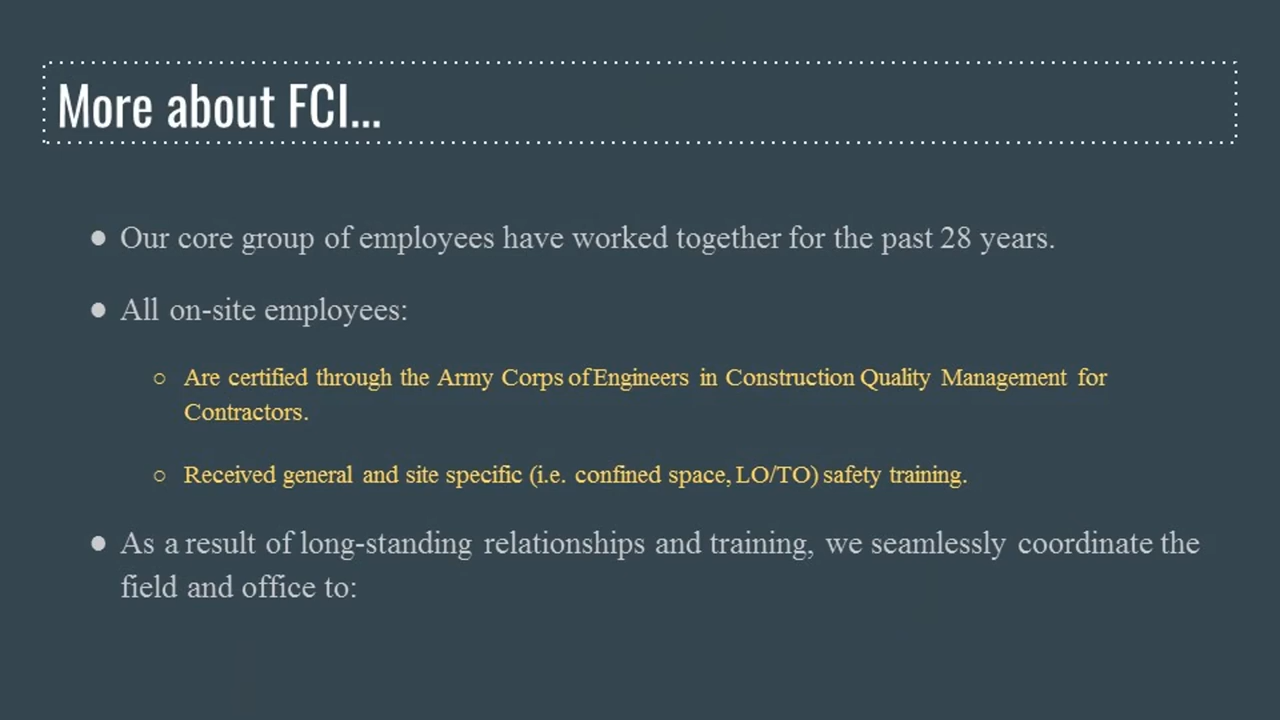 More about FCI...
● Our core group of employees have worked together for the past 28 years.
● All on-site employees:
○ Are certified through the Army Corps of Engineers in Construction Quality Management for
Contractors.
○ Received general and site specific (i.e. confined space, LO/TO) safety training.
● As a result of long-standing relationships and training, we seamlessly coordinate the
field and office to: